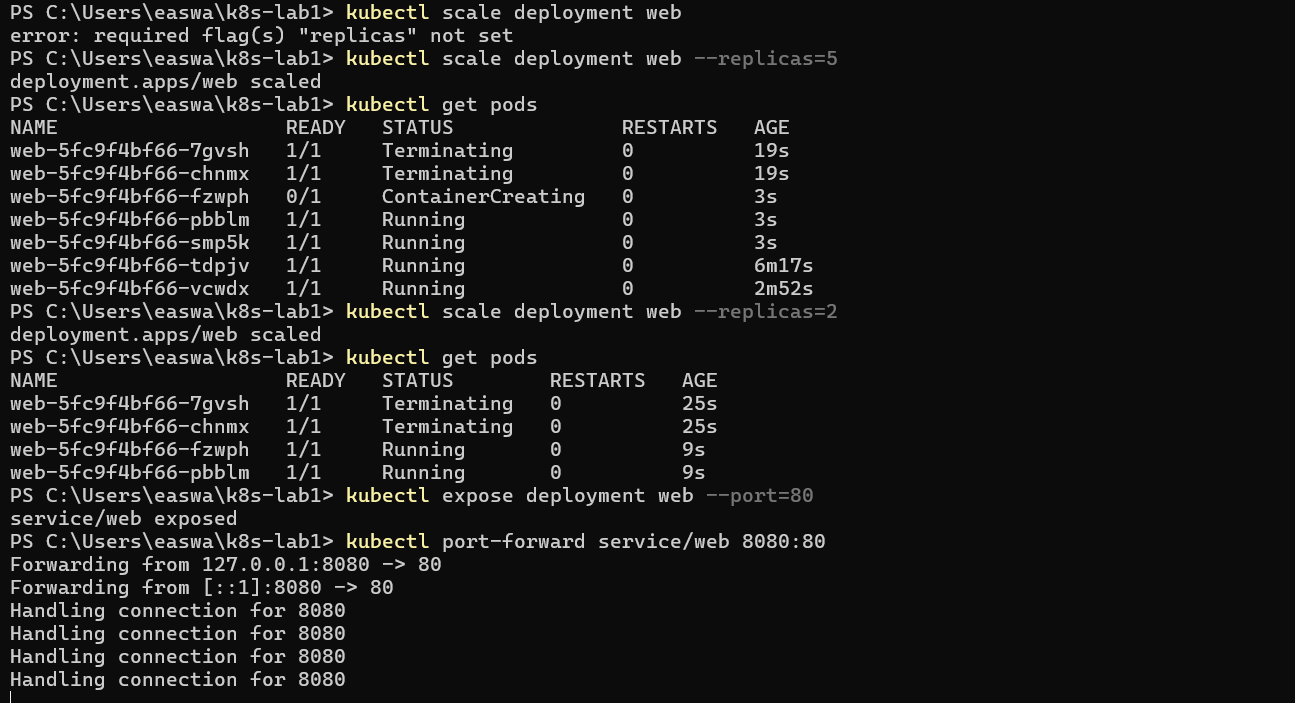 PS C:\Users\easwa\k8s-lab1> kubectl scale deployment web
error: required flag(s) "replicas" not set
PS C:\Users\easwa\k8s-lab1> kubectl scale deployment web --replicas=5
deployment.apps/web scaled
PS C:\Users\easwa\k8s-lab1> kubectl get pods
NAME                   READY   STATUS              RESTARTS   AGE
web-5fc9f4bf66-7gvsh   1/1     Terminating         0          19s
web-5fc9f4bf66-chnmx   1/1     Terminating         0          19s
web-5fc9f4bf66-fzwph   0/1     ContainerCreating   0          3s
web-5fc9f4bf66-pbblm   1/1     Running             0          3s
web-5fc9f4bf66-smp5k   1/1     Running             0          3s
web-5fc9f4bf66-tdpjv   1/1     Running             0          6m17s
web-5fc9f4bf66-vcwdx   1/1     Running             0          2m52s
PS C:\Users\easwa\k8s-lab1> kubectl scale deployment web --replicas=2
deployment.apps/web scaled
PS C:\Users\easwa\k8s-lab1> kubectl get pods
NAME                   READY   STATUS        RESTARTS   AGE
web-5fc9f4bf66-7gvsh   1/1     Terminating   0          25s
web-5fc9f4bf66-chnmx   1/1     Terminating   0          25s
web-5fc9f4bf66-fzwph   1/1     Running       0          9s
web-5fc9f4bf66-pbblm   1/1     Running       0          9s
PS C:\Users\easwa\k8s-lab1> kubectl expose deployment web --port=80
service/web exposed
PS C:\Users\easwa\k8s-lab1> kubectl port-forward service/web 8080:80
Forwarding from 127.0.0.1:8080 -> 80
Forwarding from [::1]:8080 -> 80
Handling connection for 8080
Handling connection for 8080
Handling connection for 8080
Handling connection for 8080